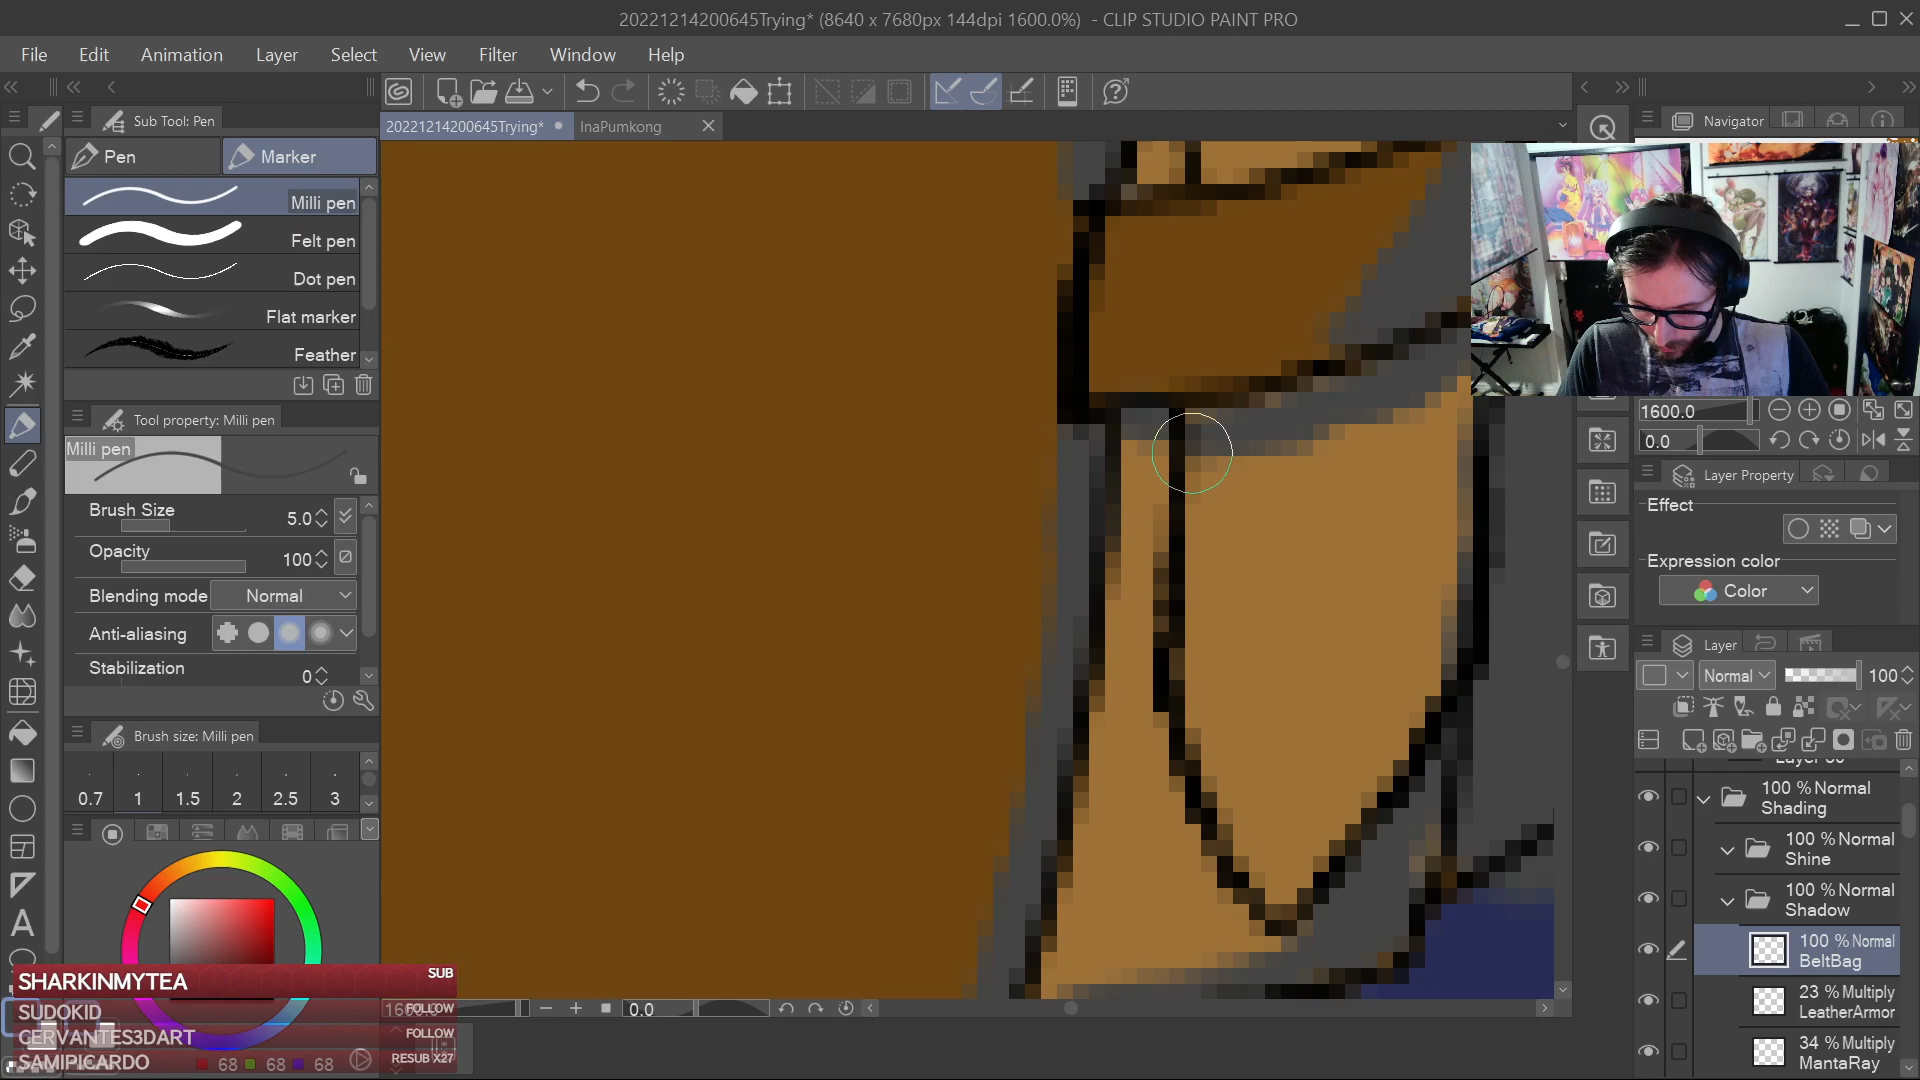 20221214200645Trying* (8640 x 7680px 144dpi 1600.0%) - CLIP STUDIO PAINT PRO
File Edit Animation Layer Select View Filter Window Help
Sub Tool: Pen
20221214200645Trying* InaPumkong
Navigator
Pen Marker
Milli pen
Felt pen
Dot pen
Flat marker
Feather
Tool property: Milli pen
Milli pen
Brush Size 5.0
Opacity 100
Blending mode Normal
Anti-aliasing
Stabilization 0
Brush size: Milli pen
0.7 1 1.5 2 2.5 3
1600.0
0.0
Layer Property
Effect
Expression color
Color
Layer
Normal 100
100 % Normal
Shading
100 % Normal
Shine
100 % Normal
Shadow
100 % Normal
BeltBag
23 % Multiply
LeatherArmor
34 % Multiply
MantaRay
SHARKINMYTEA SUB
SUDOKID FOLLOW
CERVANTES3DART FOLLOW
SAMIPICARDO RESUB X27
68 68 68
0.0